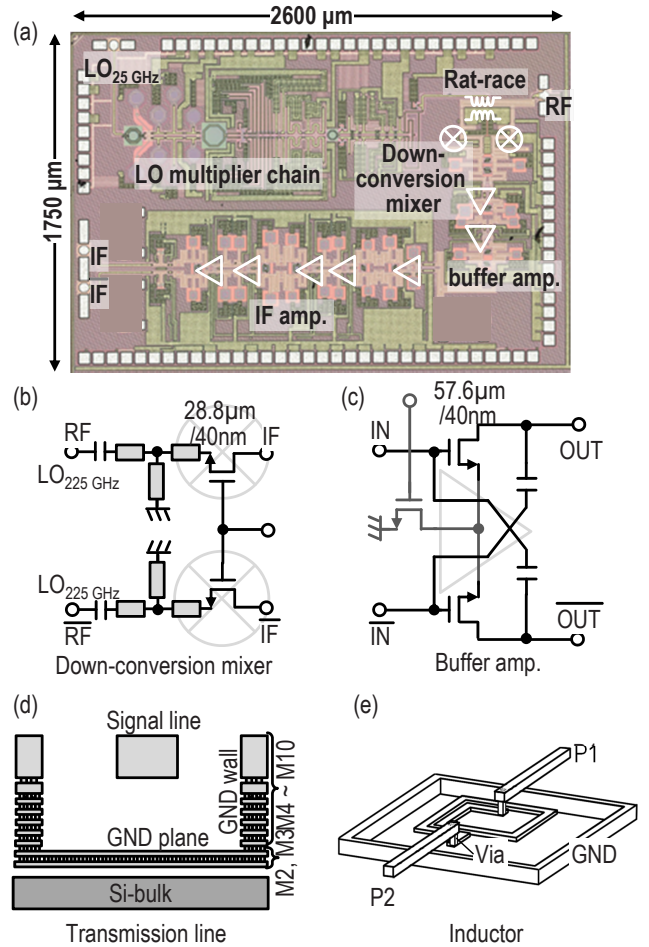 2600 µm
(a)
1750 µm
LO25 GHz
Rat-race
RF
LO multiplier chain
Down-
conversion
mixer
buffer amp.
IF
IF
IF amp.
(b)
28.8µm
/40nm
RF
IF
LO225 GHz
LO225 GHz
RF
IF
Down-conversion mixer
(c)
57.6µm
/40nm
IN
OUT
IN
OUT
Buffer amp.
(d)
Signal line
GND wall
M4 ~ M10
GND plane
M2, M3
Si-bulk
Transmission line
(e)
P1
Via
GND
P2
Inductor